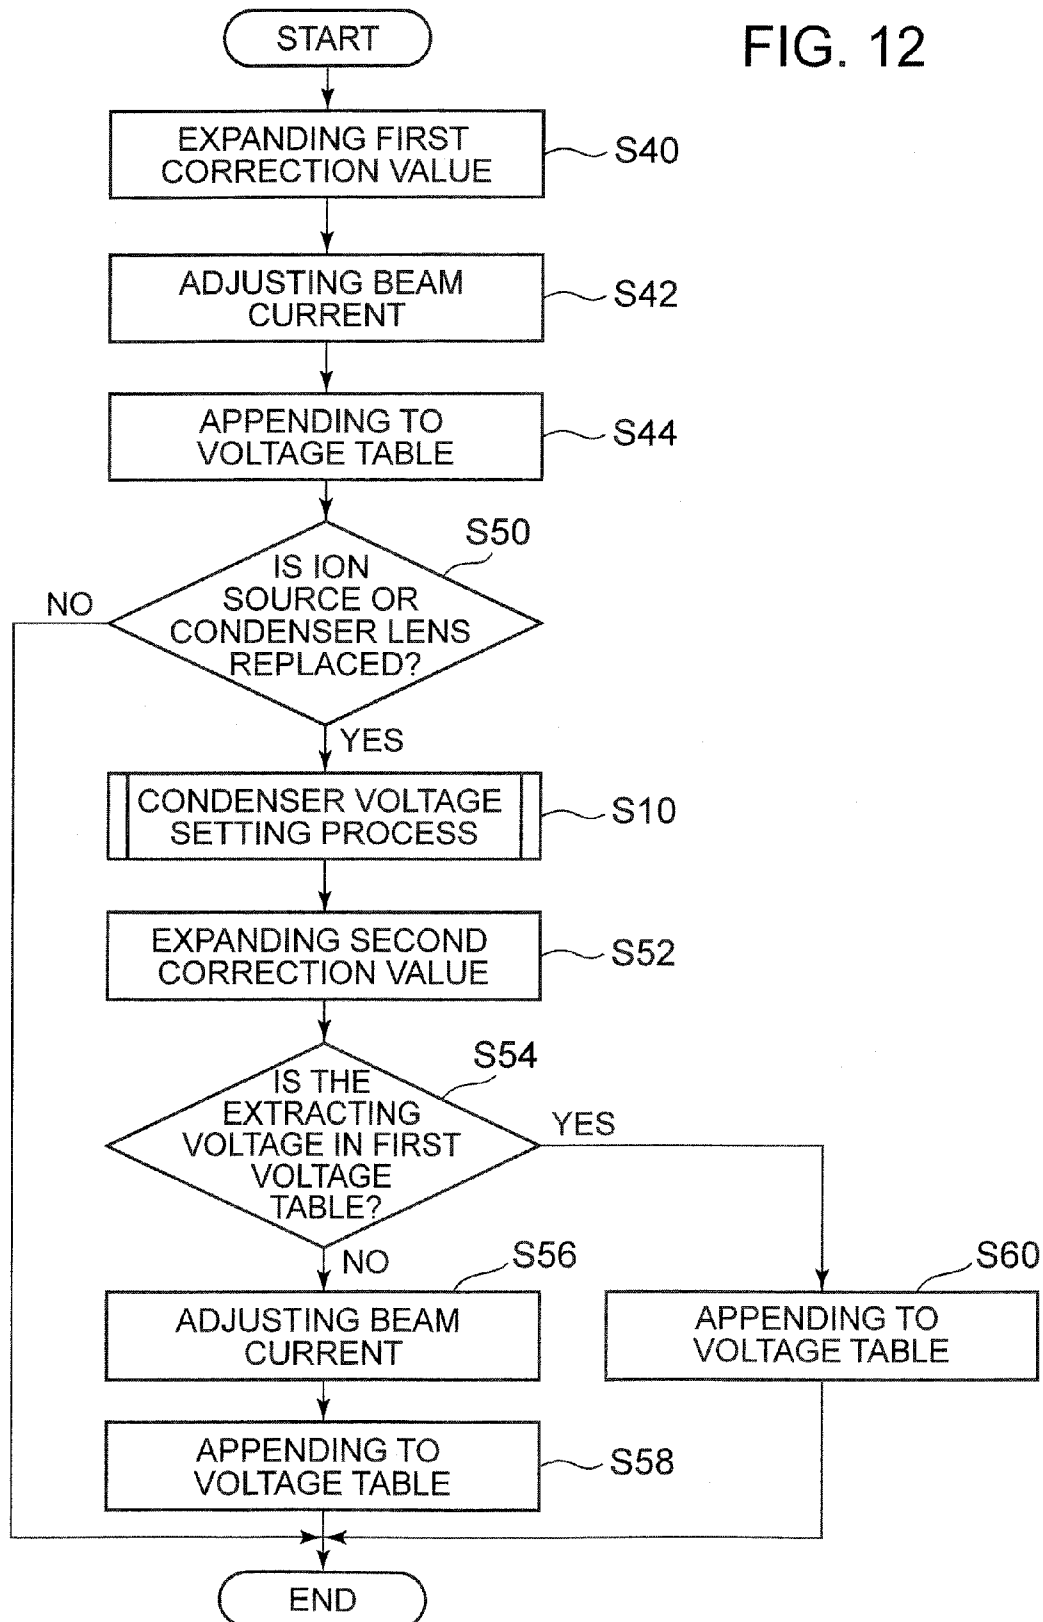 START
FIG. 12
EXPANDING FIRST
CORRECTION VALUE
S40
ADJUSTING BEAM
CURRENT
S42
APPENDING TO
VOLTAGE TABLE
S44
S50
IS ION
SOURCE OR
CONDENSER LENS
REPLACED?
NO
YES
CONDENSER VOLTAGE
SETTING PROCESS
S10
EXPANDING SECOND
CORRECTION VALUE
S52
S54
IS THE
EXTRACTING
VOLTAGE IN FIRST
VOLTAGE
TABLE?
YES
NO
S56
ADJUSTING BEAM
CURRENT
S60
APPENDING TO
VOLTAGE TABLE
APPENDING TO
VOLTAGE TABLE
S58
END